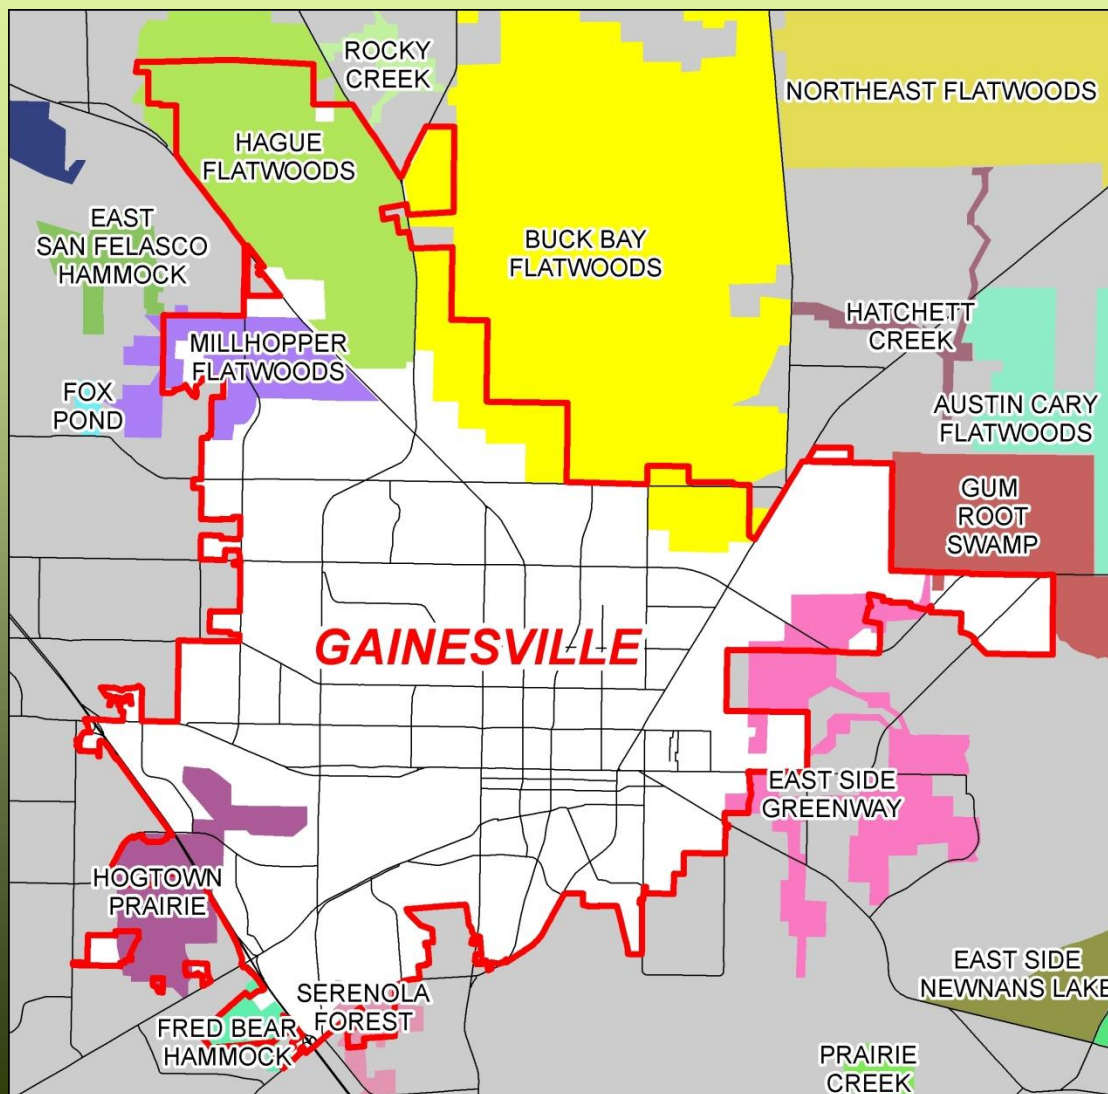 ROCKY
CREEK
NORTHEAST FLATWOODS
HAGUE
FLATWOODS
EAST
SAN FELASCO
HAMMOCK
BUCK BAY
FLATWOODS
HATCHETT
CREEK
MILLHOPPER
FLATWOODS
FOX
POND
AUSTIN CARY
FLATWOODS
GUM
ROOT
SWAMP
GAINESVILLE
EAST SIDE
GREENWAY
HOGTOWN
PRAIRIE
EAST SIDE
NEWNANS LAKE
SERENOLA
FOREST
FRED BEAR
HAMMOCK
PRAIRIE
CREEK